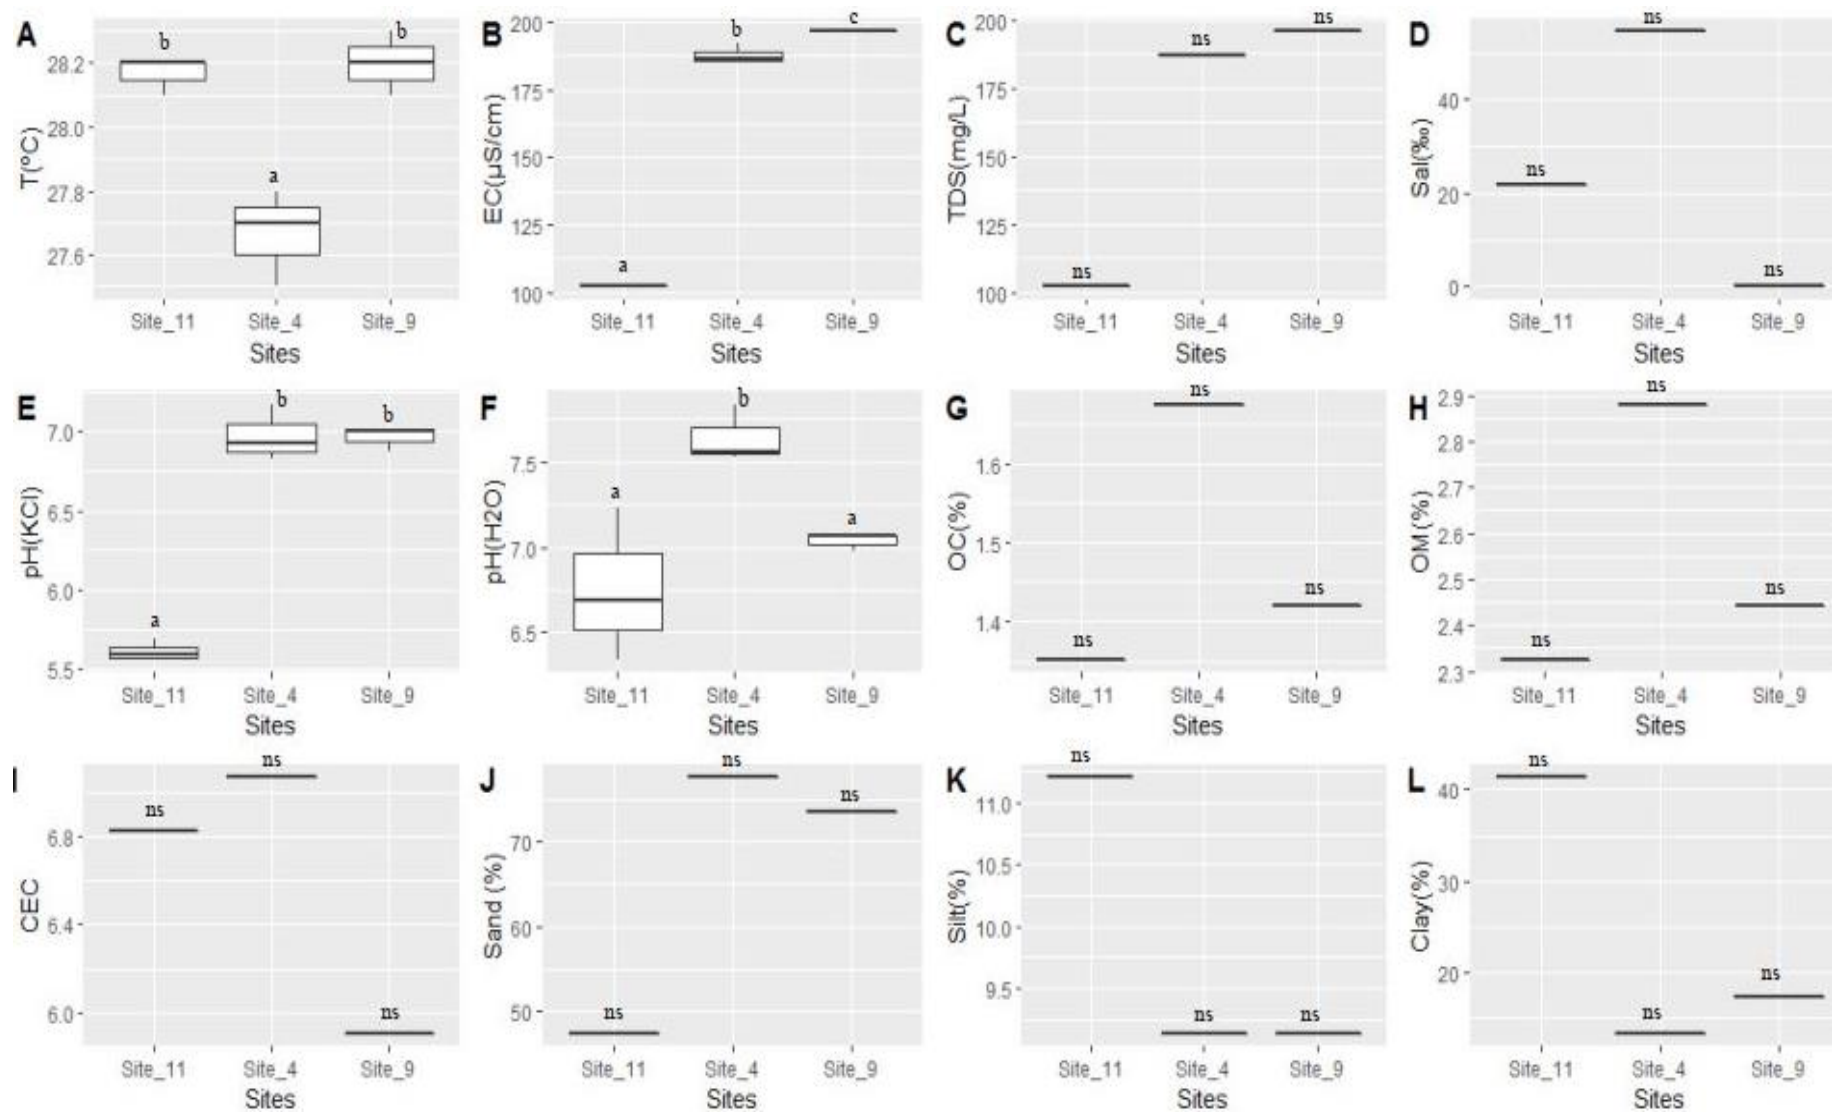 A
T(°C)
28.2
28.0
27.8
27.6
b
a
b
Site_11 Site_4 Site_9
Sites
B
EC(µS/cm)
200
175
150
125
100
a
b
c
Site_11 Site_4 Site_9
Sites
C
TDS(mg/L)
200
175
150
125
100
ns
ns
ns
Site_11 Site_4 Site_9
Sites
D
Sal(‰)
40
20
0
ns
ns
ns
Site_11 Site_4 Site_9
Sites
E
pH(KCl)
7.0
6.5
6.0
5.5
a
b
b
Site_11 Site_4 Site_9
Sites
F
pH(H2O)
7.5
7.0
6.5
a
b
a
Site_11 Site_4 Site_9
Sites
G
OC(%)
1.6
1.5
1.4
ns
ns
ns
Site_11 Site_4 Site_9
Sites
H
OM(%)
2.9
2.8
2.7
2.6
2.5
2.4
2.3
ns
ns
ns
Site_11 Site_4 Site_9
Sites
I
CEC
6.8
6.4
6.0
ns
ns
ns
Site_11 Site_4 Site_9
Sites
J
Sand (%)
70
60
50
ns
ns
ns
Site_11 Site_4 Site_9
Sites
K
Silt(%)
11.0
10.5
10.0
9.5
ns
ns
ns
Site_11 Site_4 Site_9
Sites
L
Clay(%)
40
30
20
ns
ns
ns
Site_11 Site_4 Site_9
Sites